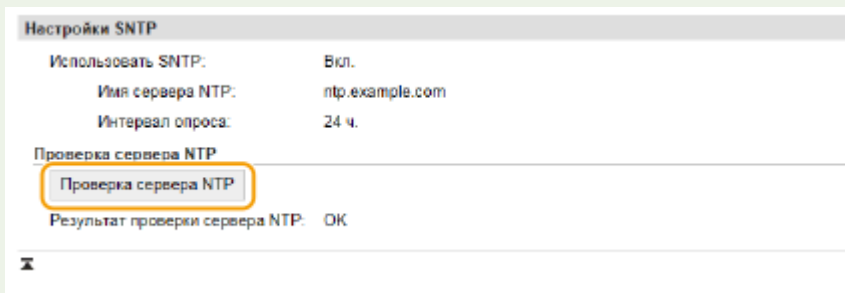 Настройки SNTP
Использовать SNTP: Вкл.
Имя сервера NTP: ntp.example.com
Интервал опроса: 24 ч.
Проверка сервера NTP
Проверка сервера NTP
Результат проверки сервера NTP: OK